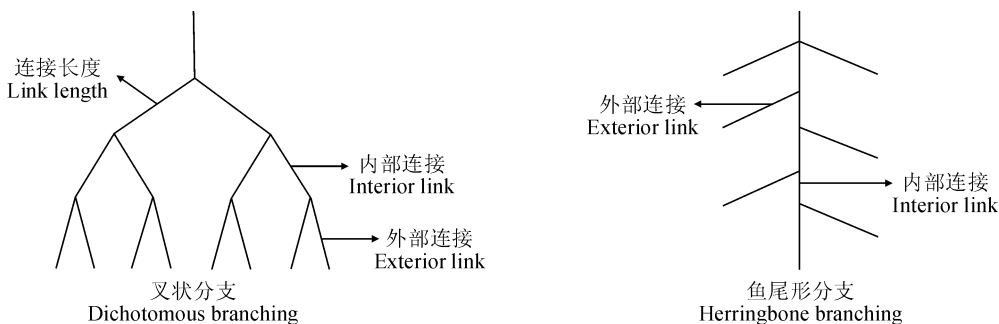 连接长度
Link length
内部连接
Interior link
外部连接
Exterior link
叉状分支
Dichotomous branching
外部连接
Exterior link
内部连接
Interior link
鱼尾形分支
Herringbone branching